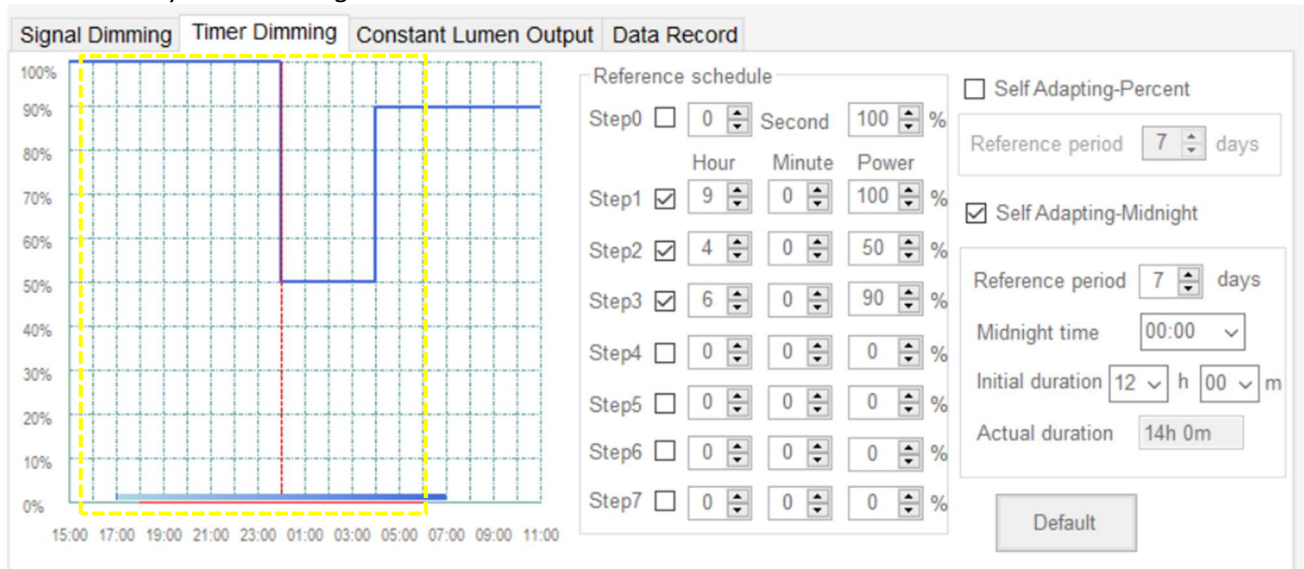 Signal Dimming Timer Dimming Constant Lumen Output Data Record
100%
90%
80%
70%
60%
50%
40%
30%
20%
10%
0%
15:00 17:00 19:00 21:00 23:00 01:00 03:00 05:00 07:00 09:00 11:00
Reference schedule
Step0 0 Second 100 %
Hour Minute Power
Step1 9 0 100 %
Step2 4 0 50 %
Step3 6 0 90 %
Step4 0 0 0 %
Step5 0 0 0 %
Step6 0 0 0 %
Step7 0 0 0 %
Self Adapting-Percent
Reference period 7 days
Self Adapting-Midnight
Reference period 7 days
Midnight time 00:00
Initial duration 12 h 00 m
Actual duration 14h 0m
Default